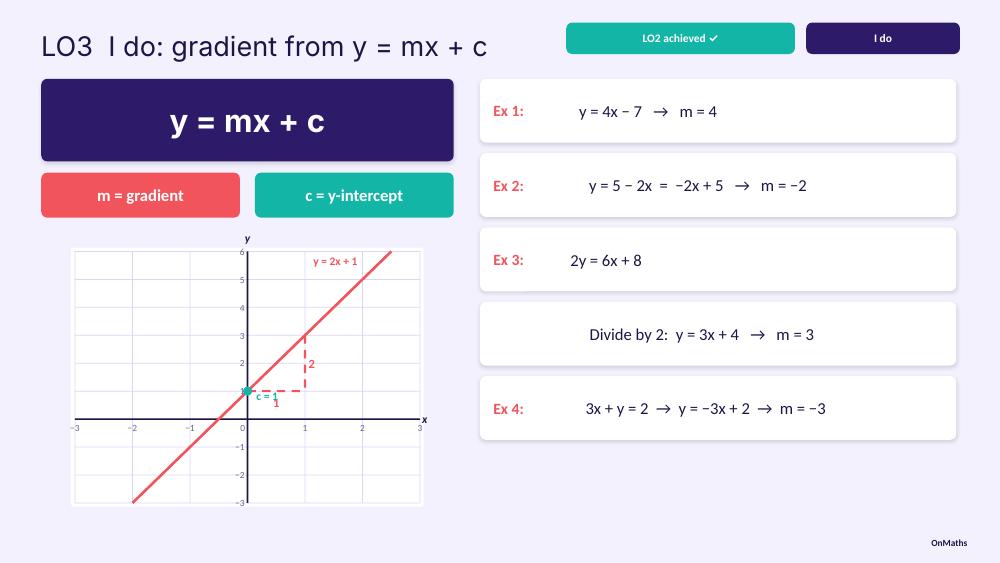 LO3 I do: gradient from y = mx + c
LO2 achieved ✓
I do
y = mx + c
m = gradient
c = y-intercept
Ex 1: y = 4x − 7 → m = 4
Ex 2: y = 5 − 2x = −2x + 5 → m = −2
Ex 3: 2y = 6x + 8
Divide by 2: y = 3x + 4 → m = 3
Ex 4: 3x + y = 2 → y = −3x + 2 → m = −3
y
6
y = 2x + 1
5
4
3
2
2
1
c = 1
1
x
−3 −2 −1 0 1 2 3
−1
−2
−3
OnMaths